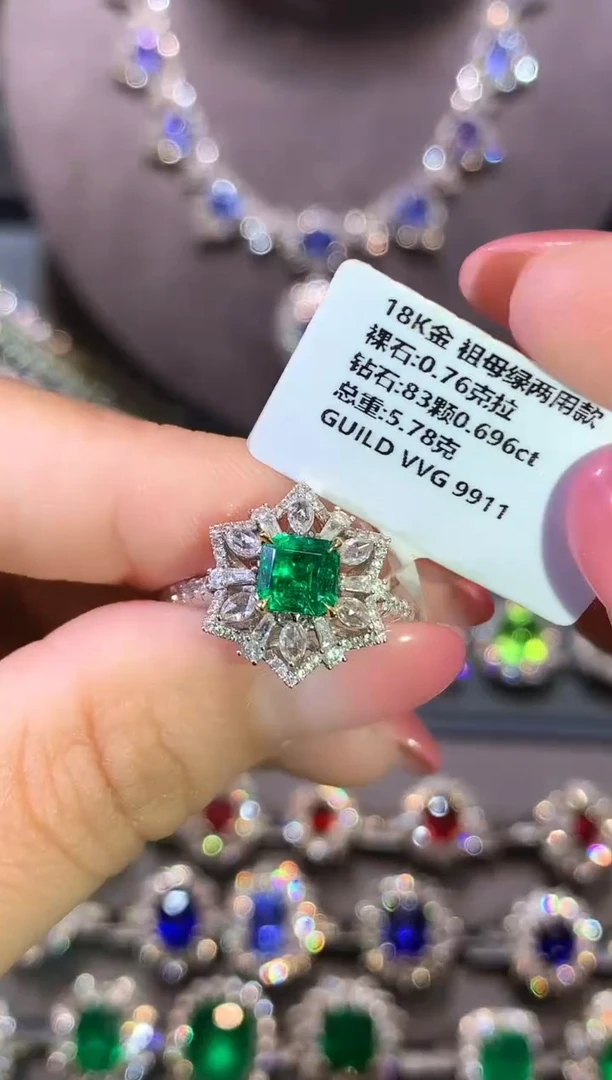 18K金 祖母绿两用款
裸石:0.76克拉
钻石:83颗0.696ct
总重:5.78克
GUILD VVG 9911